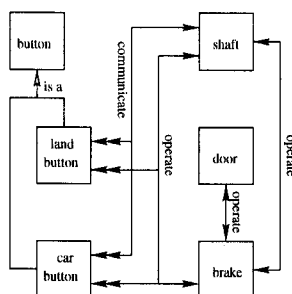 button
shaft
communicate
is a
land
button
operate
door
operate
operate
car
button
brake